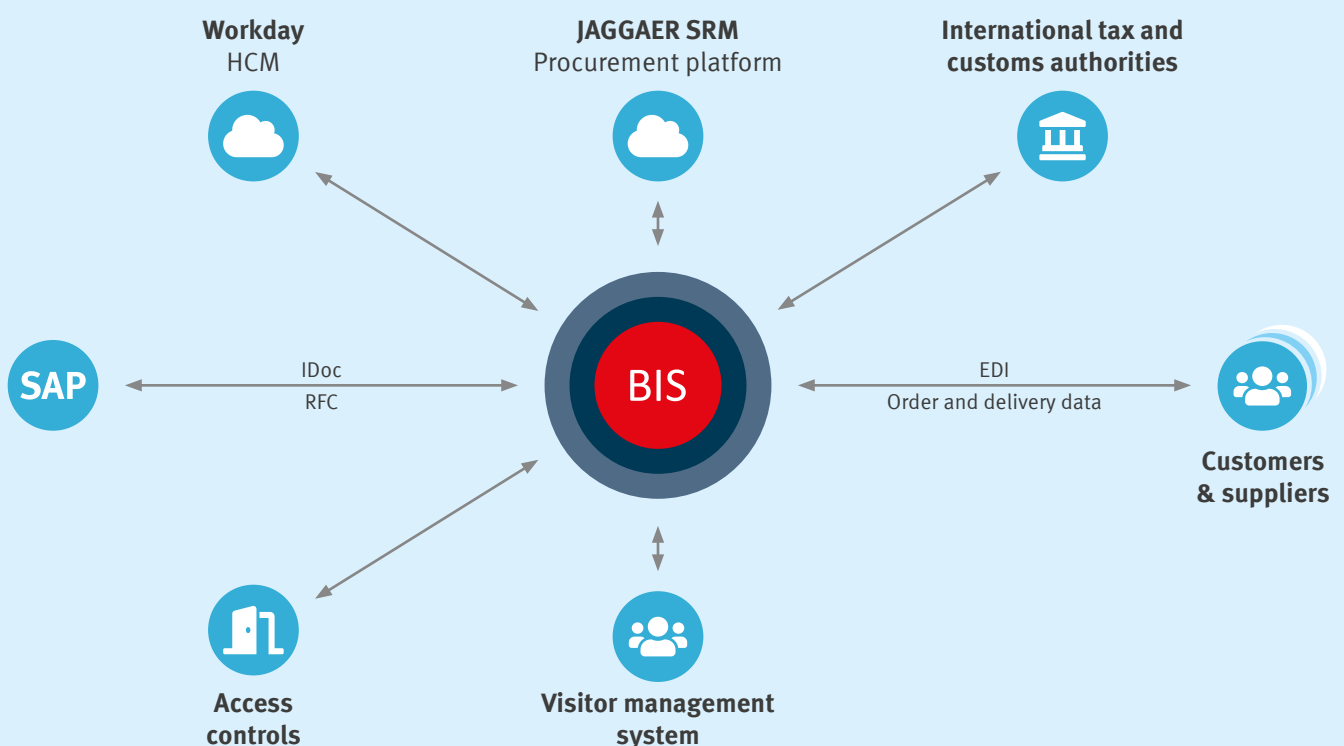 Workday
HCM
JAGGAER SRM
Procurement platform
International tax and
customs authorities
SAP
IDoc
RFC
BIS
EDI
Order and delivery data
Customers
& suppliers
Access
controls
Visitor management
system